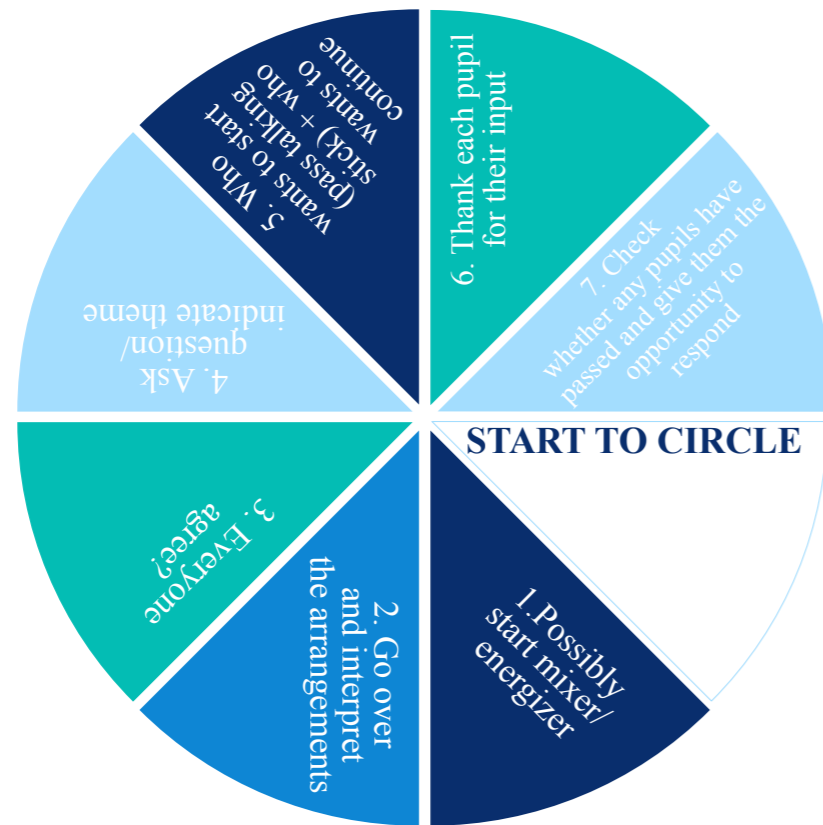 START TO CIRCLE
1.Possibly
start mixer/
energizer
2. Go over
and interpret
the arrangements
3. Everyone
agree?
4. Ask
question/
indicate theme
5. Who
wants to start
(pass talking
stick) + who
wants to
continue
6. Thank each pupil
for their input
7. Check
whether any pupils have
passed and give them the
opportunity to
respond